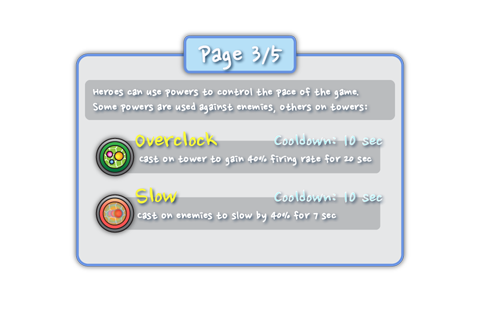 Page 3/5
Heroes can use powers to control the pace of the game.
Some powers are used against enemies, others on towers:
Overclock Cooldown: 10 sec
cast on tower to gain 40% firing rate for 20 sec
Slow Cooldown: 10 sec
cast on enemies to slow by 40% for 7 sec